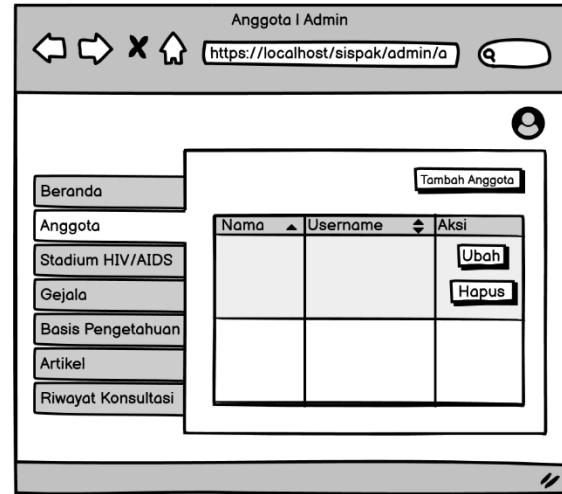 Anggota I Admin
https://localhost/sispak/admin/a
Tambah Anggota
Beranda
Anggota
Stadium HIV/AIDS
Gejala
Basis Pengetahuan
Artikel
Riwayat Konsultasi
Nama Username Aksi
Ubah
Hapus